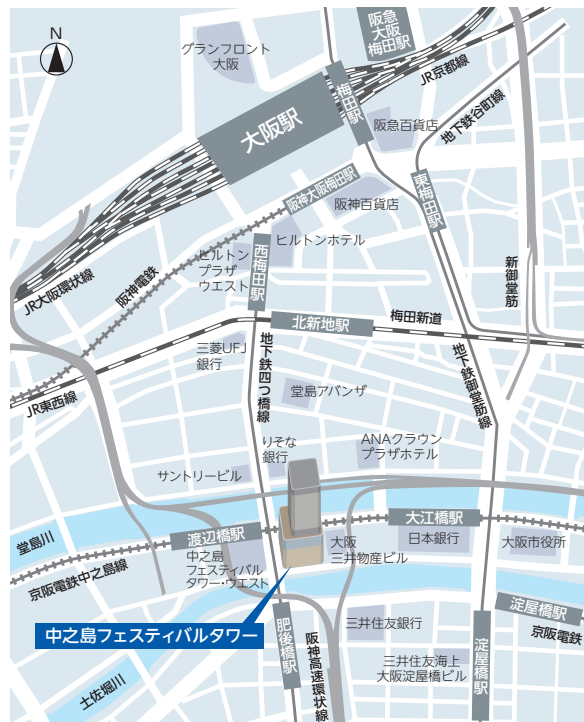 N
グランフロント
大阪
阪急
大阪
梅田駅
JR京都線
梅田駅
大阪駅
阪急百貨店
地下鉄谷町線
阪神大阪梅田駅
東梅田駅
阪神百貨店
ヒルトンホテル
西梅田駅
ヒルトン
プラザ
ウエスト
新御堂筋
JR大阪環状線
阪神電鉄
北新地駅
梅田新道
三菱UFJ
銀行
地下鉄四つ橋線
地下鉄御堂筋線
JR東西線
堂島アバンザ
りそな
銀行
ANAクラウン
プラザホテル
サントリービル
堂島川
渡辺橋駅
大江橋駅
京阪電鉄中之島線
中之島
フェスティバル
タワー・ウエスト
大阪
三井物産ビル
日本銀行
大阪市役所
中之島フェスティバルタワー
肥後橋駅
阪神高速環状線
三井住友銀行
淀屋橋駅
京阪電鉄
淀屋橋駅
三井住友海上
大阪淀屋橋ビル
土佐堀川